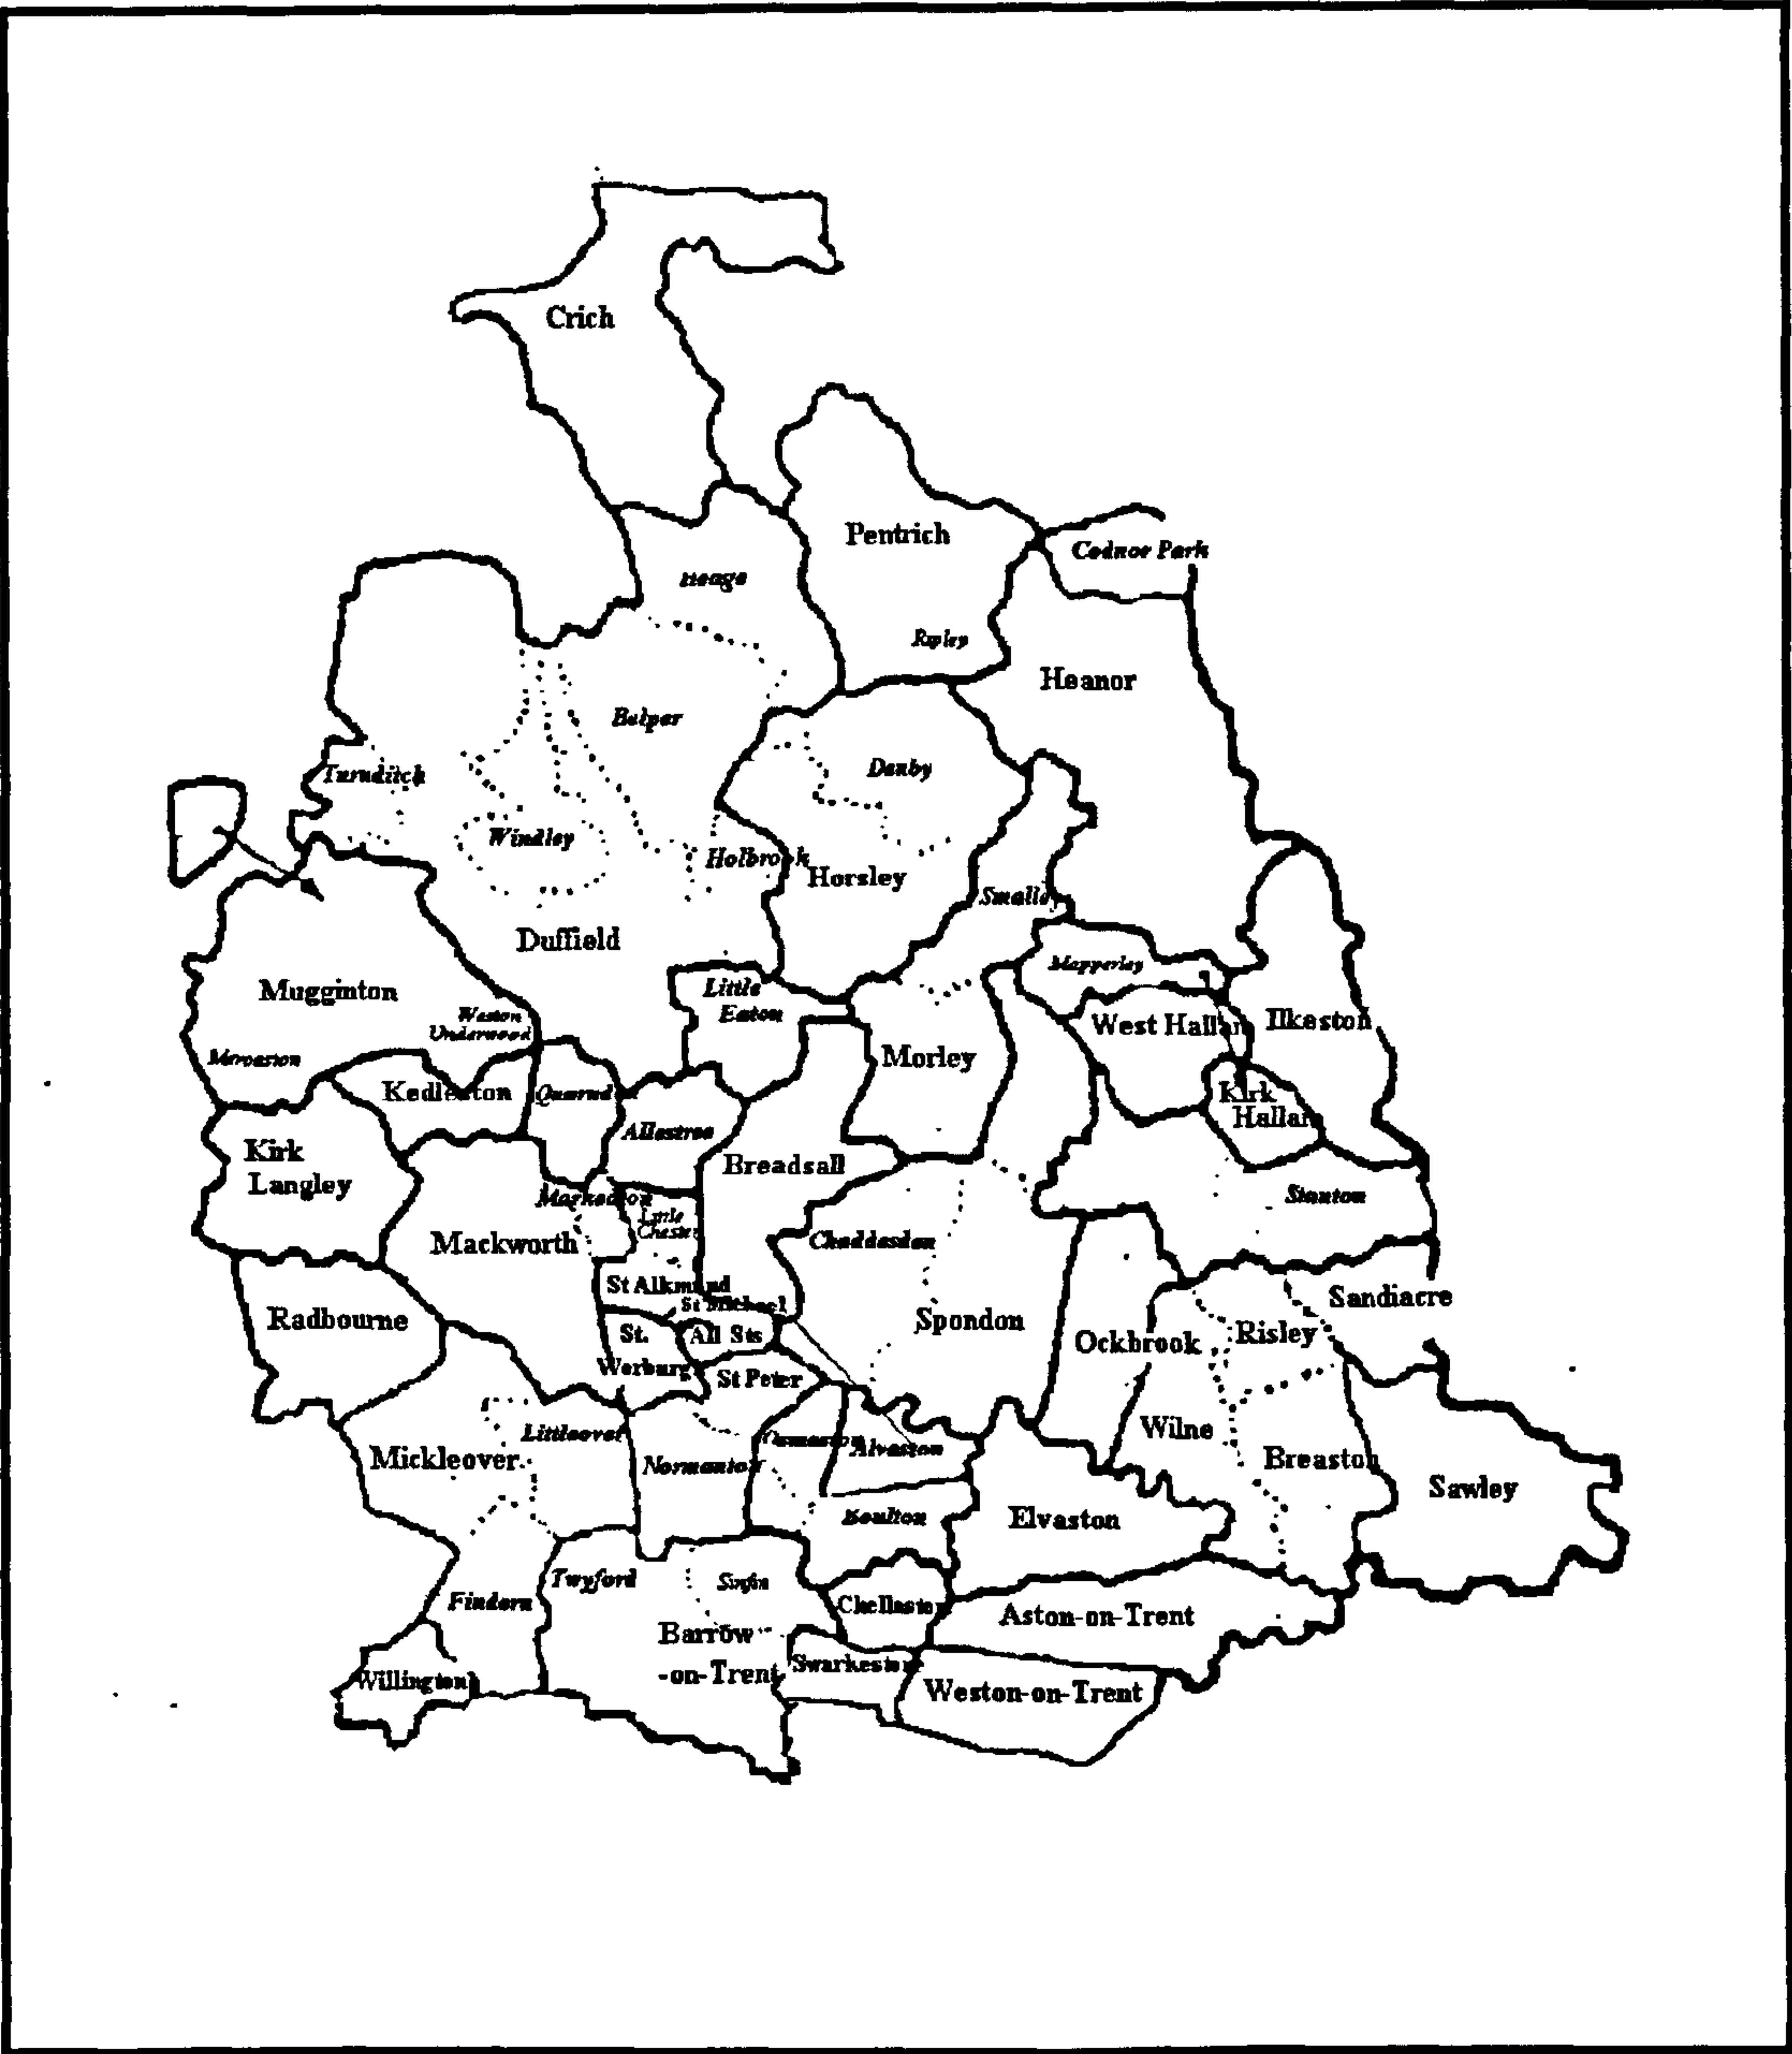 Crich
Pentrich
Codnor Park
Heage
Ripley
Heanor
Belper
Turnditch
Denby
Windley
Holbrook
Horsley
Smalley
Duffield
Mapperley
Mugginton
Little
Eaton
Weston
Underwood
West Hallam
Ilkeston
Mercaston
Morley
Kedleston
Quarndon
Kirk
Hallam
Allestree
Kirk
Langley
Breadsall
Markeaton
Stanton
Little
Chester
Mackworth
Chaddesden
St Alkmund
St Michael
Sandiacre
Radbourne
Spondon
St.
Werburg
All Sts
Ockbrook
Risley
St Peter
Littleover
Wilne
Mickleover
Osmaston
Alvaston
Normanton
Breaston
Sawley
Boulton
Elvaston
Twyford
Sinfin
Findern
Chellaston
Aston-on-Trent
Barrow
-on-Trent
Swarkeston
Willington
Weston-on-Trent